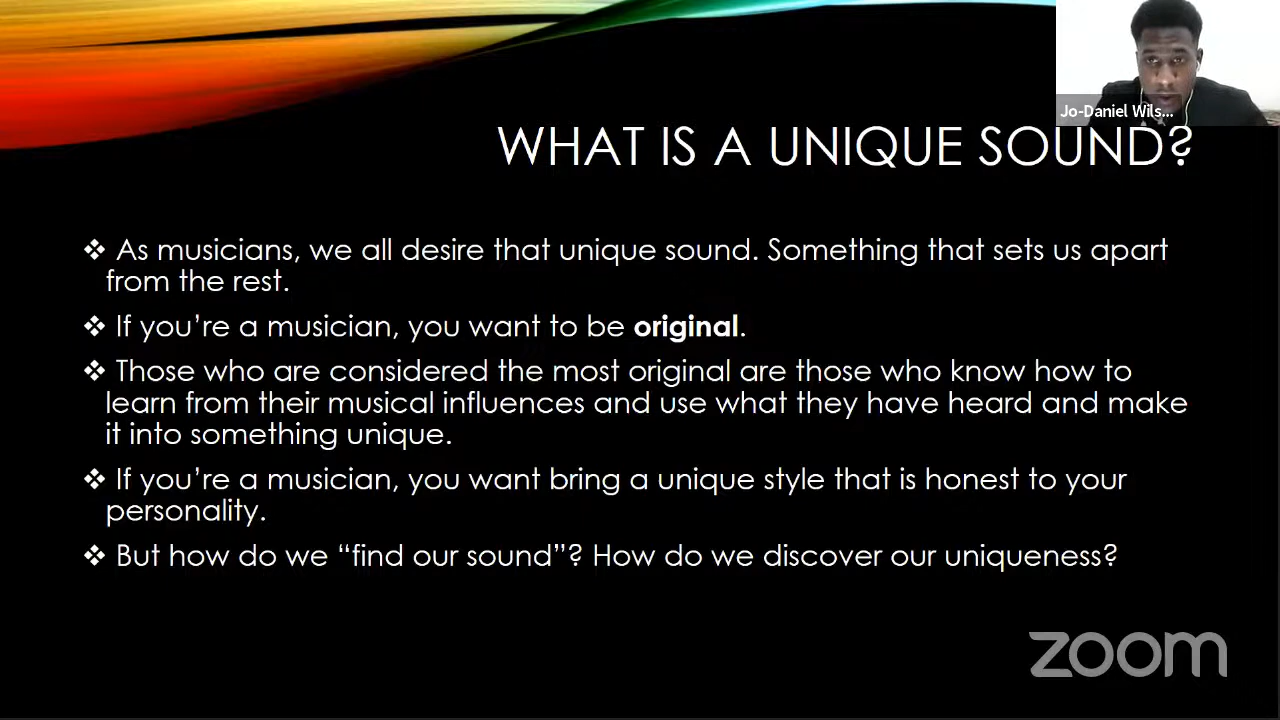 Jo-Daniel Wils...
WHAT IS A UNIQUE SOUND?
❖ As musicians, we all desire that unique sound. Something that sets us apart
from the rest.
❖ If you’re a musician, you want to be original.
❖ Those who are considered the most original are those who know how to
learn from their musical influences and use what they have heard and make
it into something unique.
❖ If you’re a musician, you want bring a unique style that is honest to your
personality.
❖ But how do we “find our sound”? How do we discover our uniqueness?
zoom